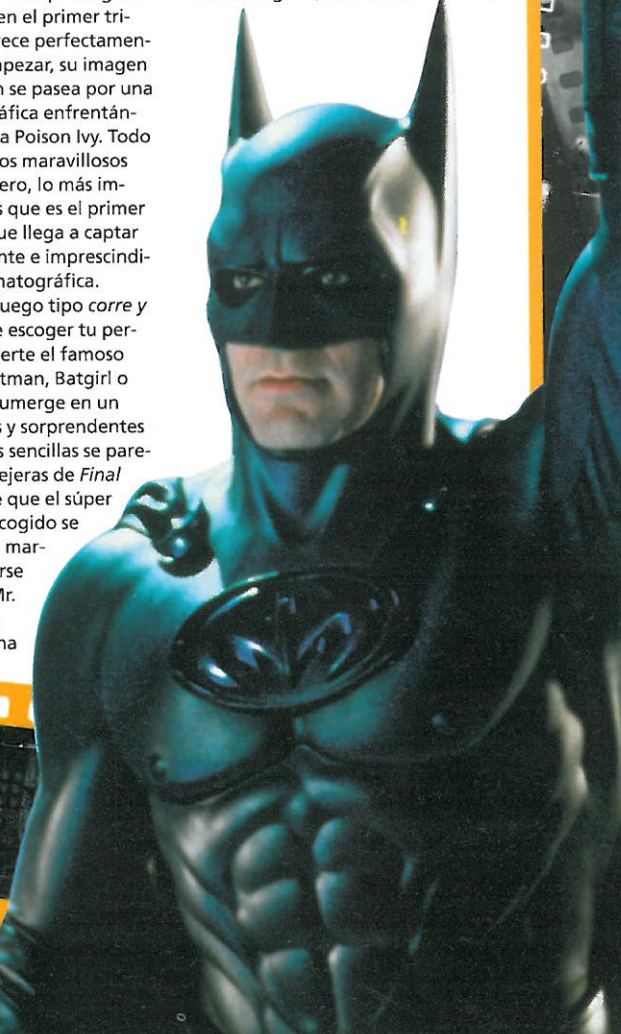 en el primer tri-
rece perfectamen-
pezar, su imagen
n se pasea por una
áfica enfrentán-
a Poison Ivy. Todo
os maravillosos
ero, lo más im-
s que es el primer
ue llega a captar
nte e imprescindi-
natográfica.
uego tipo corre y
e escoger tu per-
erte el famoso
tman, Batgirl o
umerge en un
s y sorprendentes
s sencillas se pare-
ejeras de Final
e que el súper
cogido se
mar-
rse
Mr.
na